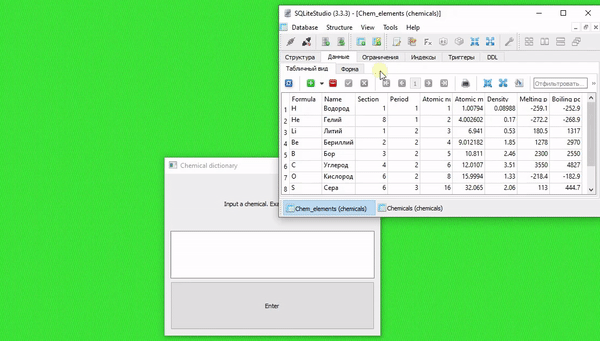 SQLiteStudio (3.3.3) - [Chem_elements (chemicals)]
Database Structure View Tools Help
Структура Данные Ограничения Индексы Триггеры DDL
Табличный вид Форма
1 Отфильтровать... »
Formula Name Section Period Atomic Atomic m Density Melting p Boiling pc
1 H Водород 1 1 1 1.00794 0.08988 -259.1 -252.9
2 He Гелий 8 1 2 4.002602 0.17 -272.2 -268.9
3 Li Литий 1 2 3 6.941 0.53 180.5 1317
4 Be Бериллий 2 2 4 9.012182 1.85 1278 2970
5 B Бор 3 2 5 10.811 2.46 2300 2550
6 C Углерод 4 2 6 12.0107 3.51 3550 4827
7 O Кислород 6 2 8 15.9994 1.33 -218.4 -182.9
8 S Сера 6 3 16 32.065 2.06 113 444.7
Chem_elements (chemicals) Chemicals (chemicals)
Chemical dictionary
Input a chemical. Exa
Enter